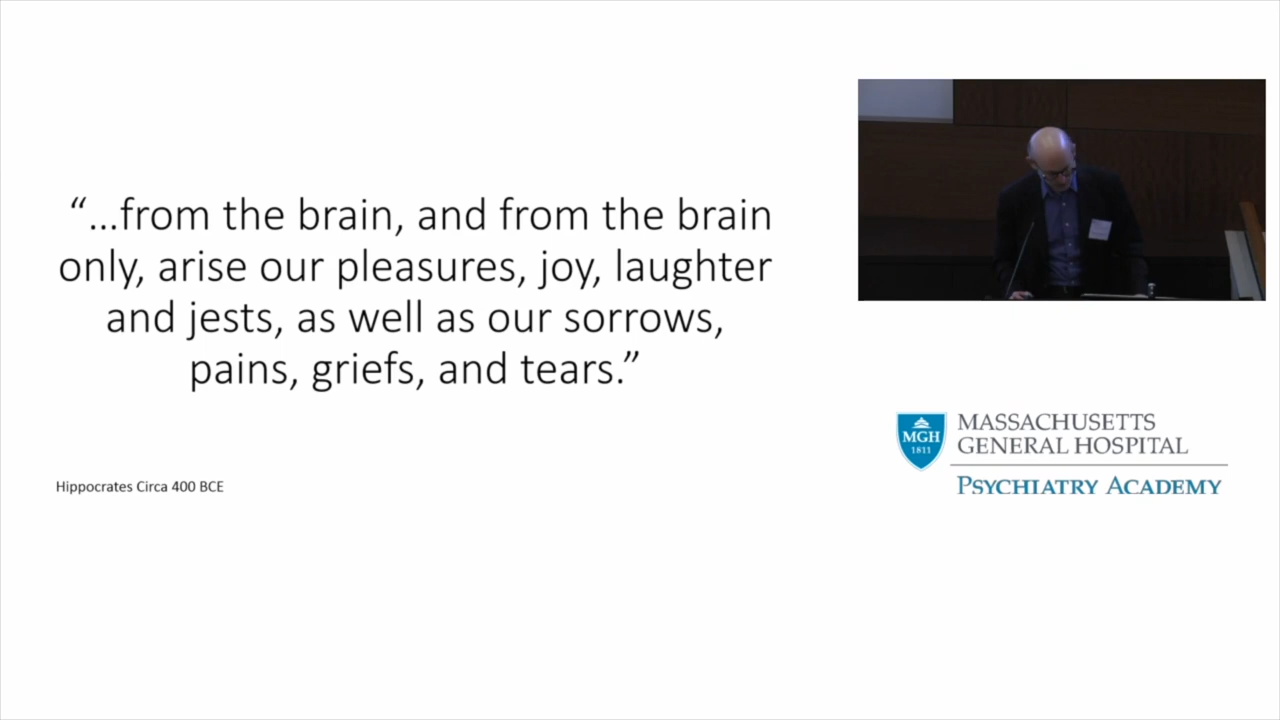 “...from the brain, and from the brain
only, arise our pleasures, joy, laughter
and jests, as well as our sorrows,
pains, griefs, and tears.”
Hippocrates Circa 400 BCE
MGH
1811
MASSACHUSETTS
GENERAL HOSPITAL
PSYCHIATRY ACADEMY